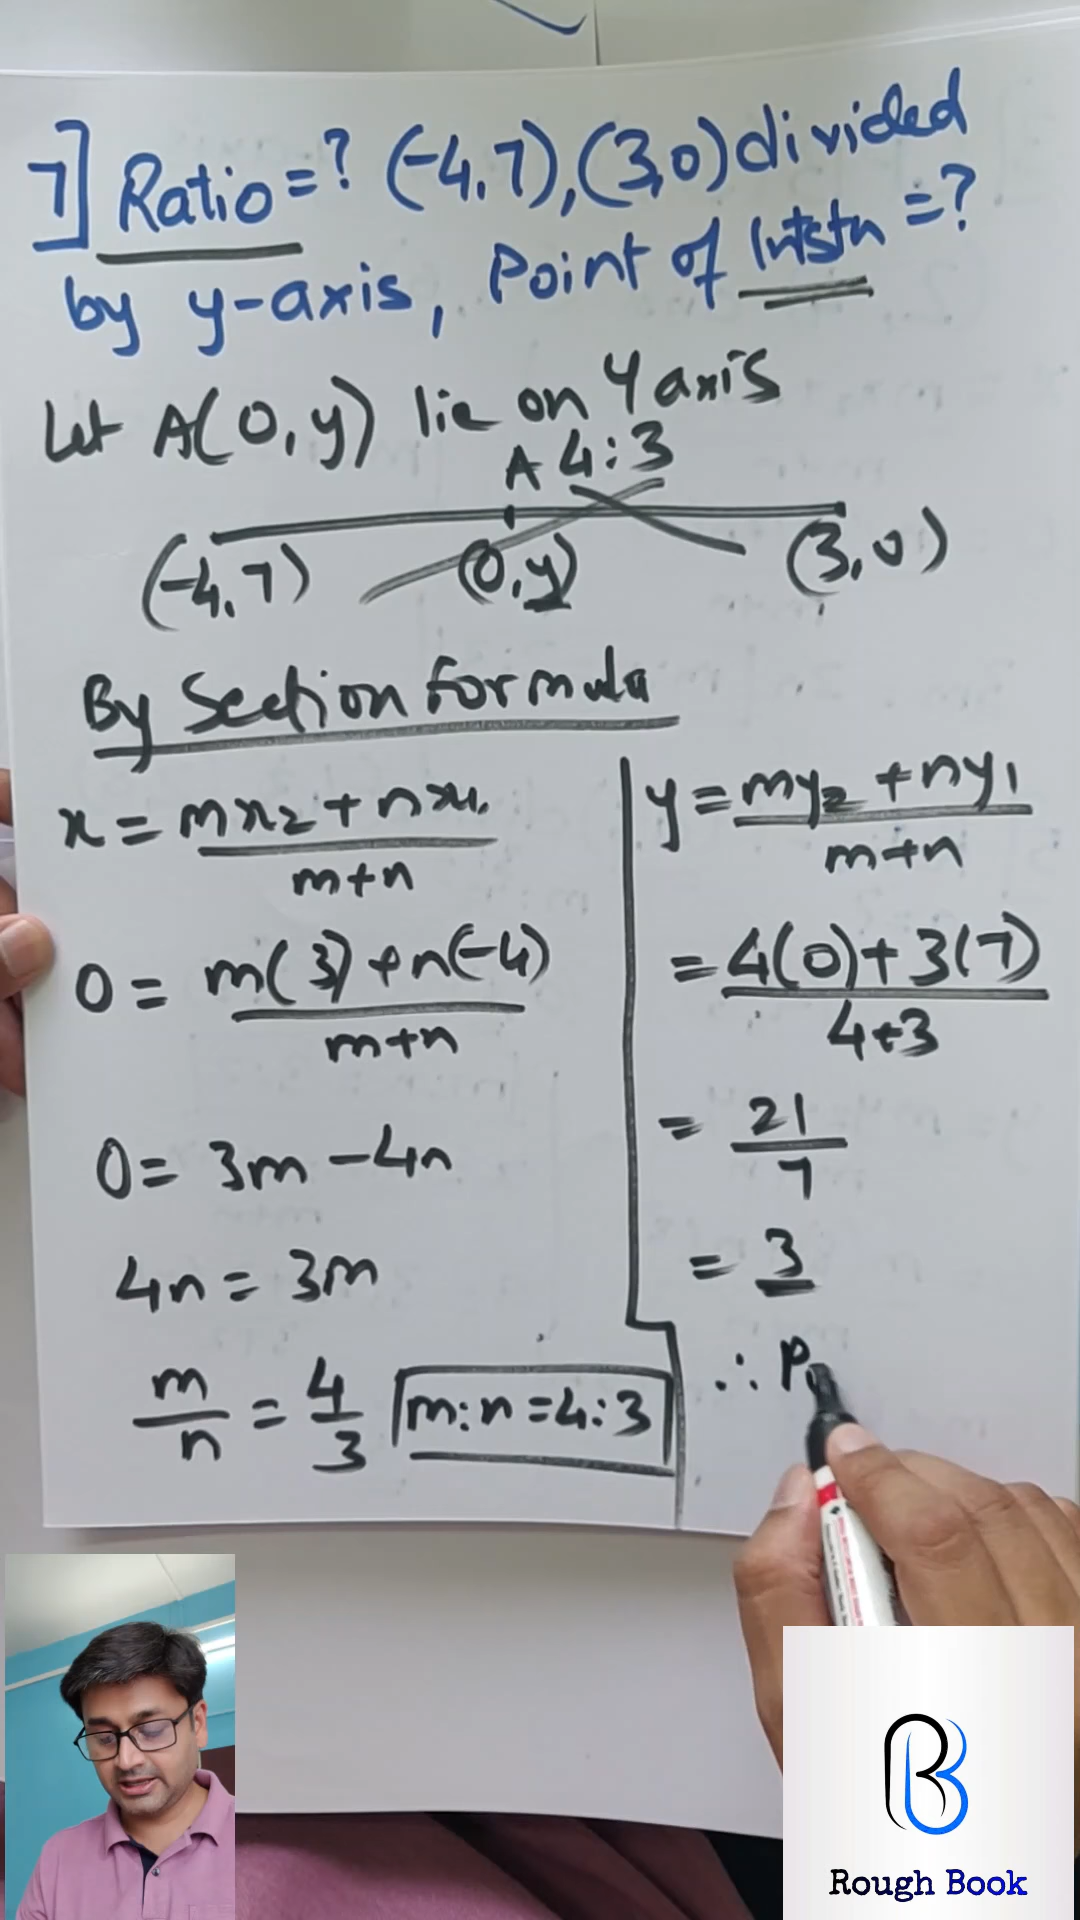 7] Ratio=? (-4,7),(3,0) divided
by y-axis, Point of Intstn =?
Let A(0,y) lie on Y axis
A 4:3
(-4,7) (0,y) (3,0)
By Section Formula
x = mx₂ + nx₁ / m+n
0 = m(3) + n(-4) / m+n
0 = 3m - 4n
4n = 3m
m/n = 4/3 m:n = 4:3
y = my₂ + ny₁ / m+n
= 4(0) + 3(7) / 4+3
= 21/7
= 3
∴ P
B
Rough Book